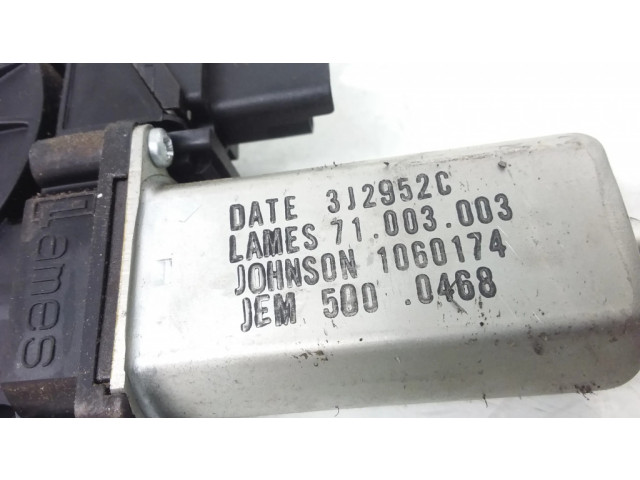 DATE 3J2952C
LAMES 71.003.003
JOHNSON 1060174
JEM 500 .0468
Lames